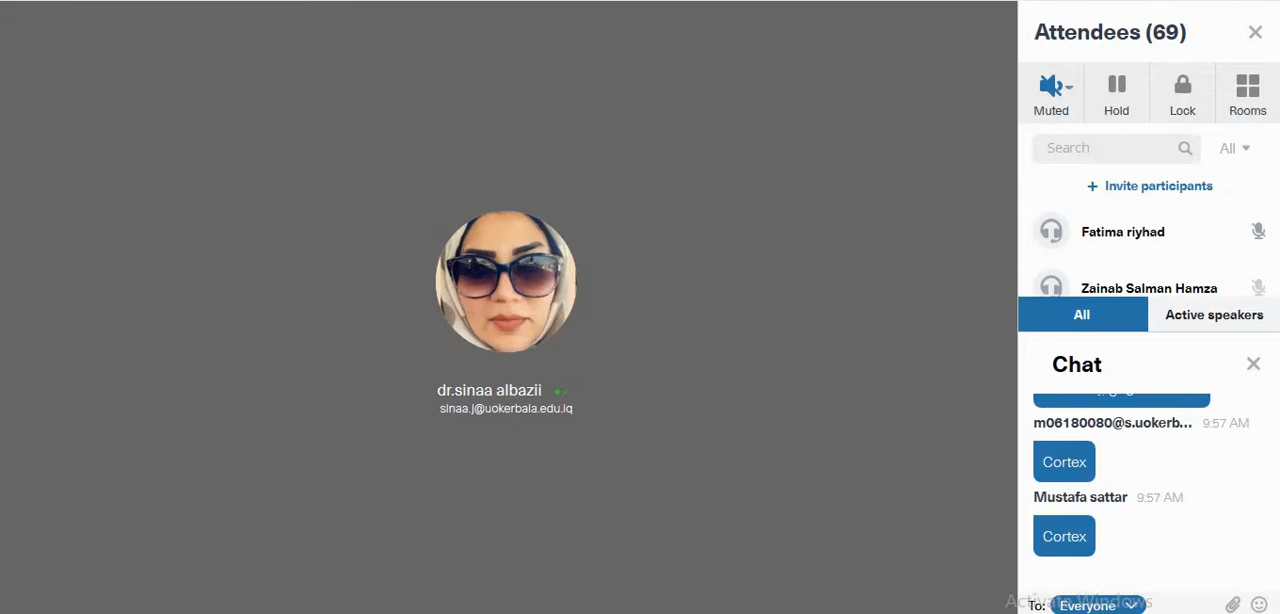 Attendees (69)
Muted Hold Lock Rooms
Search All
+ Invite participants
Fatima riyhad
Zainab Salman Hamza
All Active speakers
Chat
m06180080@s.uokerb... 9:57 AM
Cortex
Mustafa sattar 9:57 AM
Cortex
To: Everyone
Activate Windows
dr.sinaa albazii
sinaa.j@uokerbala.edu.iq